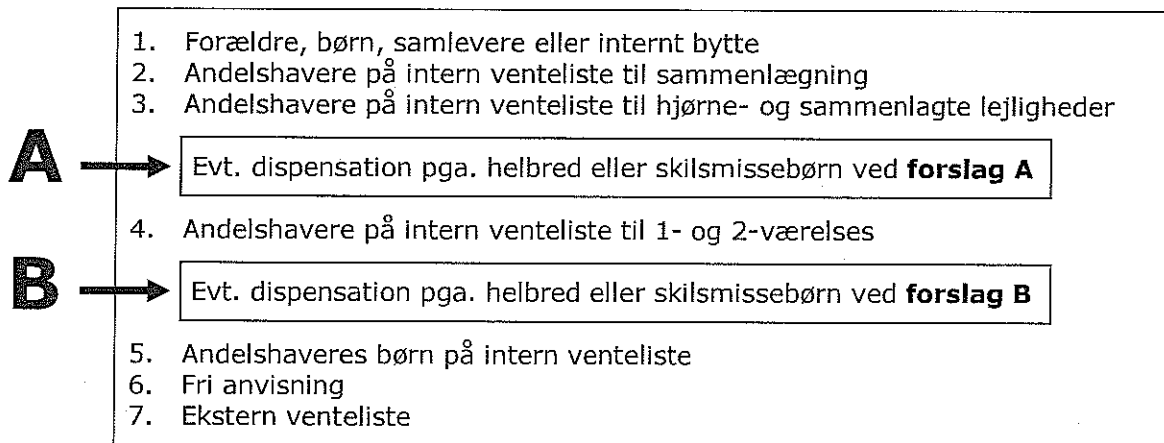 1. Forældre, børn, samlevere eller internt bytte
2. Andelshavere på intern venteliste til sammenlægning
3. Andelshavere på intern venteliste til hjørne- og sammenlagte lejligheder
A
Evt. dispensation pga. helbred eller skilsmissebørn ved forslag A
4. Andelshavere på intern venteliste til 1- og 2-værelses
B
Evt. dispensation pga. helbred eller skilsmissebørn ved forslag B
5. Andelshaveres børn på intern venteliste
6. Fri anvisning
7. Ekstern venteliste